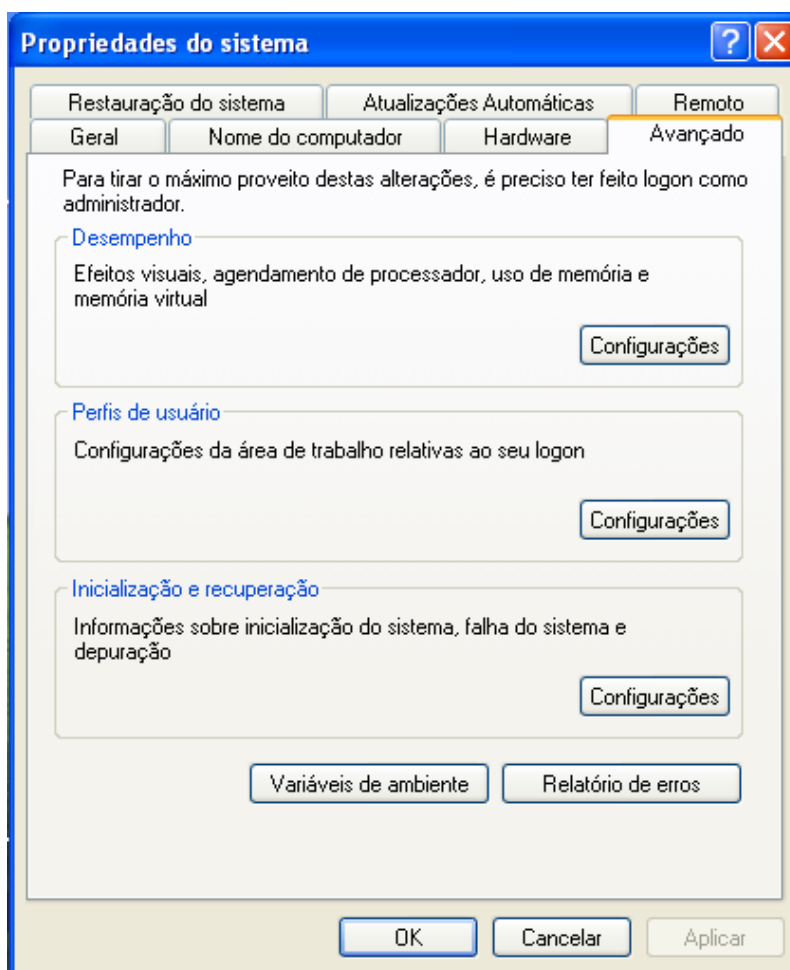 Propriedades do sistema
Restauração do sistema
Atualizações Automáticas
Remoto
Geral
Nome do computador
Hardware
Avançado
Para tirar o máximo proveito destas alterações, é preciso ter feito logon como
administrador.
Desempenho
Efeitos visuais, agendamento de processador, uso de memória e
memória virtual
Configurações
Perfis de usuário
Configurações da área de trabalho relativas ao seu logon
Configurações
Inicialização e recuperação
Informações sobre inicialização do sistema, falha do sistema e
depuração
Configurações
Variáveis de ambiente
Relatório de erros
OK
Cancelar
Aplicar